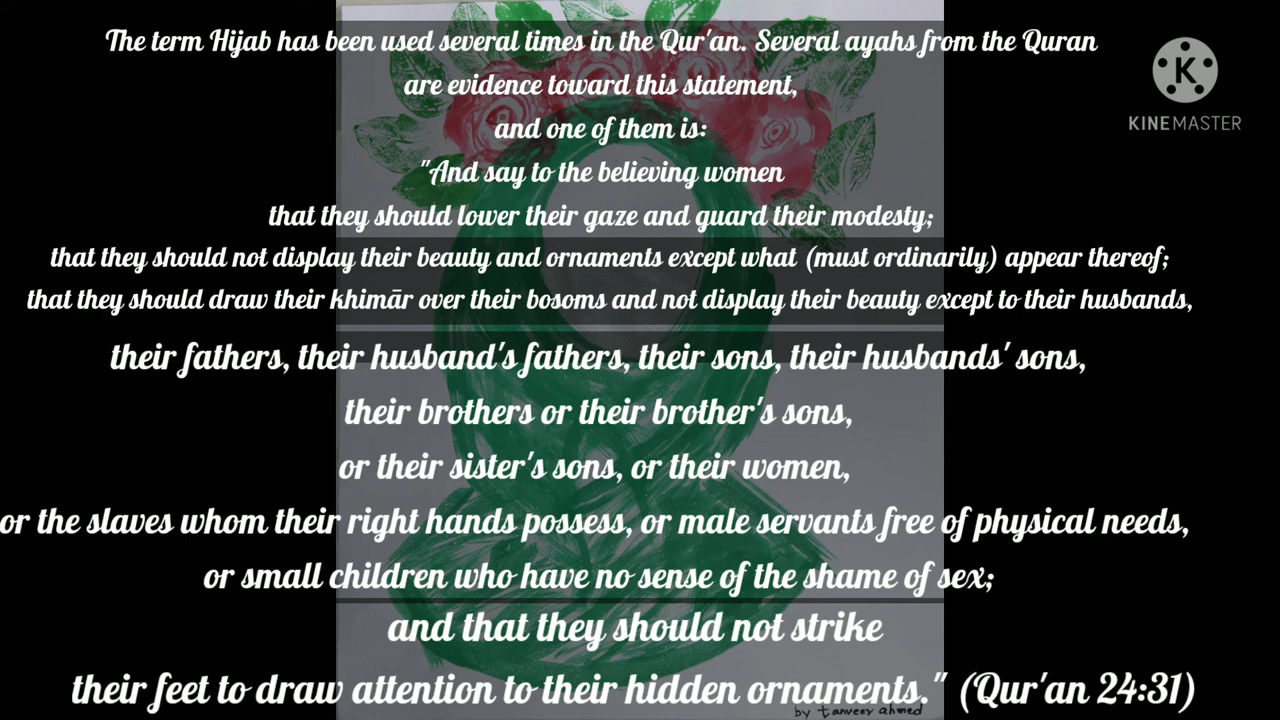 The term Hijab has been used several times in the Qur'an. Several ayahs from the Quran
are evidence toward this statement,
and one of them is:
"And say to the believing women
that they should lower their gaze and guard their modesty;
that they should not display their beauty and ornaments except what (must ordinarily) appear thereof;
that they should draw their khimār over their bosoms and not display their beauty except to their husbands,
their fathers, their husband's fathers, their sons, their husbands' sons,
their brothers or their brother's sons,
or their sister's sons, or their women,
or the slaves whom their right hands possess, or male servants free of physical needs,
or small children who have no sense of the shame of sex;
and that they should not strike
their feet to draw attention to their hidden ornaments." (Qur'an 24:31)
by tanveer ahmed
K
KINEMASTER